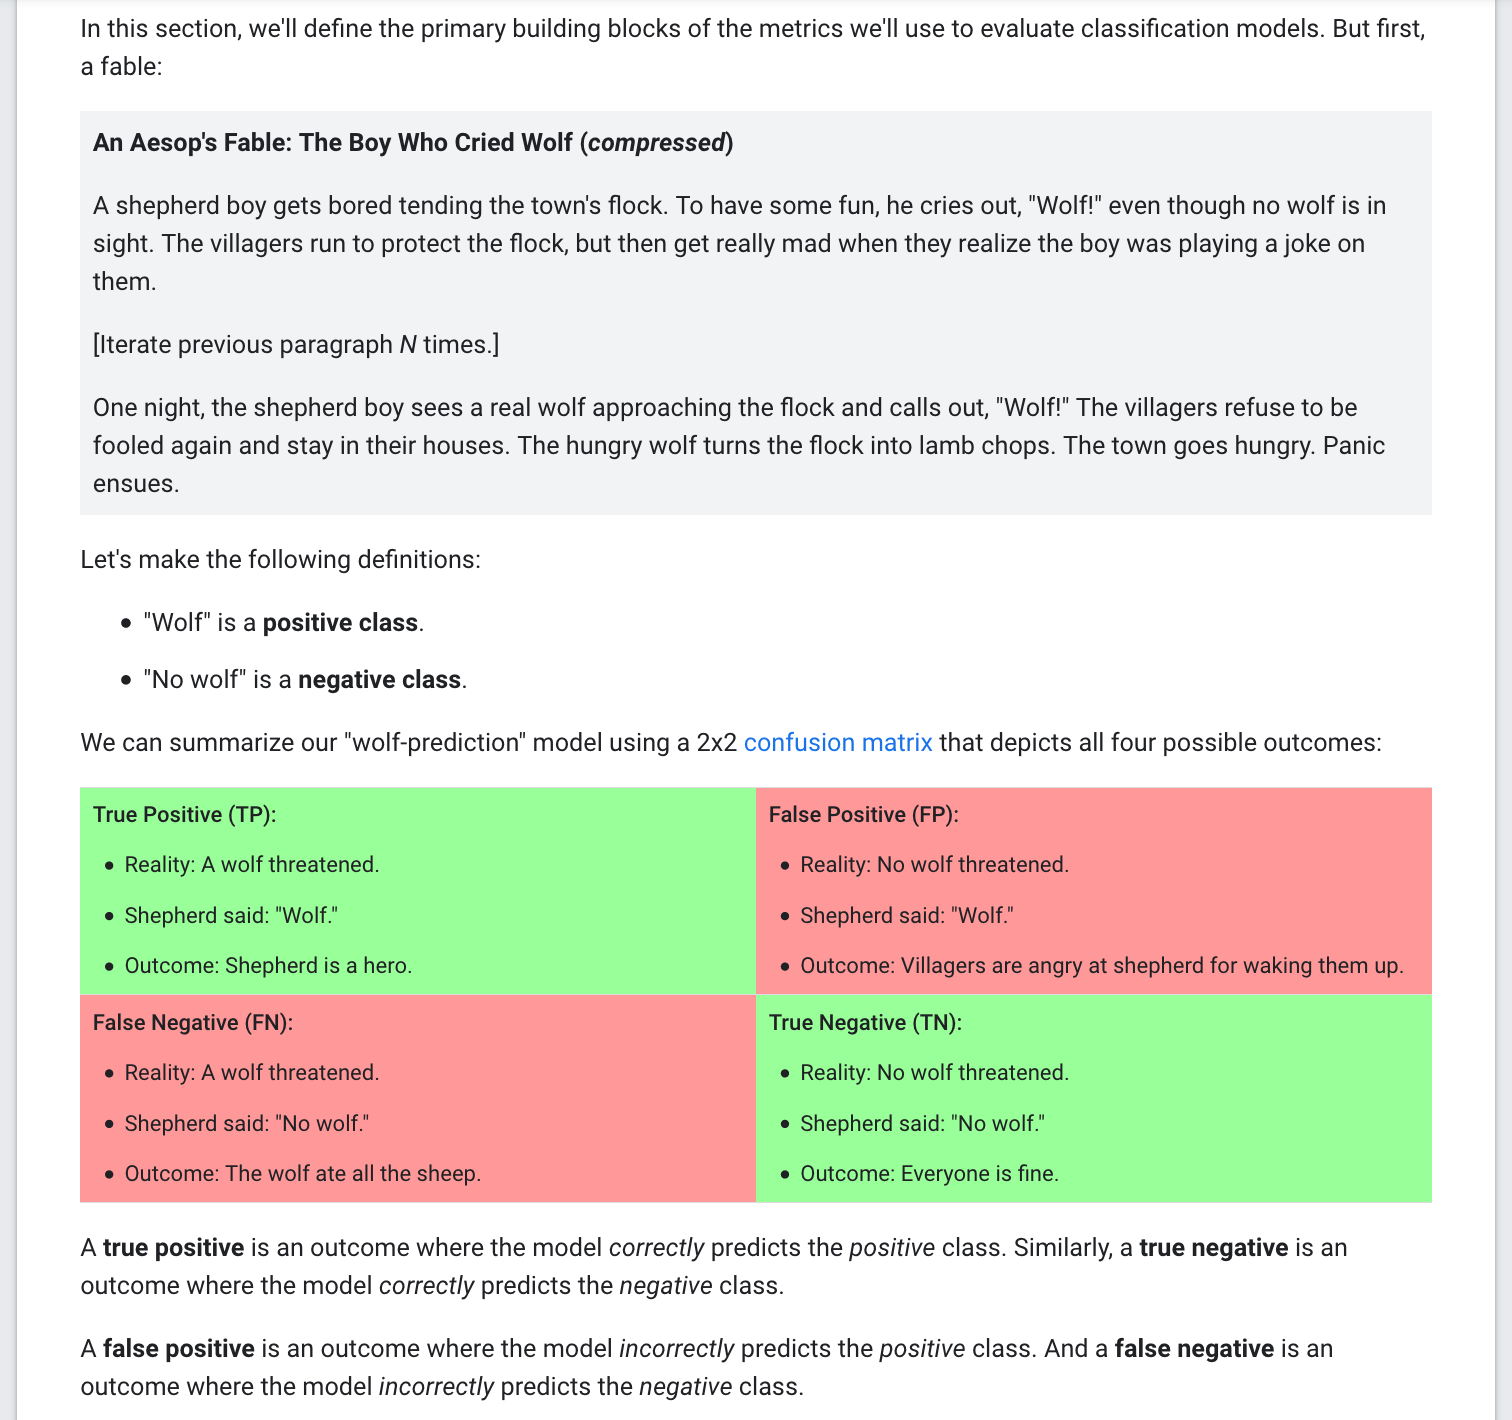 In this section, we'll define the primary building blocks of the metrics we'll use to evaluate classification models. But first,
a fable:
An Aesop's Fable: The Boy Who Cried Wolf (compressed)
A shepherd boy gets bored tending the town's flock. To have some fun, he cries out, "Wolf!" even though no wolf is in
sight. The villagers run to protect the flock, but then get really mad when they realize the boy was playing a joke on
them.
[Iterate previous paragraph N times.]
One night, the shepherd boy sees a real wolf approaching the flock and calls out, "Wolf!" The villagers refuse to be
fooled again and stay in their houses. The hungry wolf turns the flock into lamb chops. The town goes hungry. Panic
ensues.
Let's make the following definitions:
• "Wolf" is a positive class.
• "No wolf" is a negative class.
We can summarize our "wolf-prediction" model using a 2x2 confusion matrix that depicts all four possible outcomes:
True Positive (TP):
• Reality: A wolf threatened.
• Shepherd said: "Wolf."
• Outcome: Shepherd is a hero.
False Positive (FP):
• Reality: No wolf threatened.
• Shepherd said: "Wolf."
• Outcome: Villagers are angry at shepherd for waking them up.
False Negative (FN):
• Reality: A wolf threatened.
• Shepherd said: "No wolf."
• Outcome: The wolf ate all the sheep.
True Negative (TN):
• Reality: No wolf threatened.
• Shepherd said: "No wolf."
• Outcome: Everyone is fine.
A true positive is an outcome where the model correctly predicts the positive class. Similarly, a true negative is an
outcome where the model correctly predicts the negative class.
A false positive is an outcome where the model incorrectly predicts the positive class. And a false negative is an
outcome where the model incorrectly predicts the negative class.